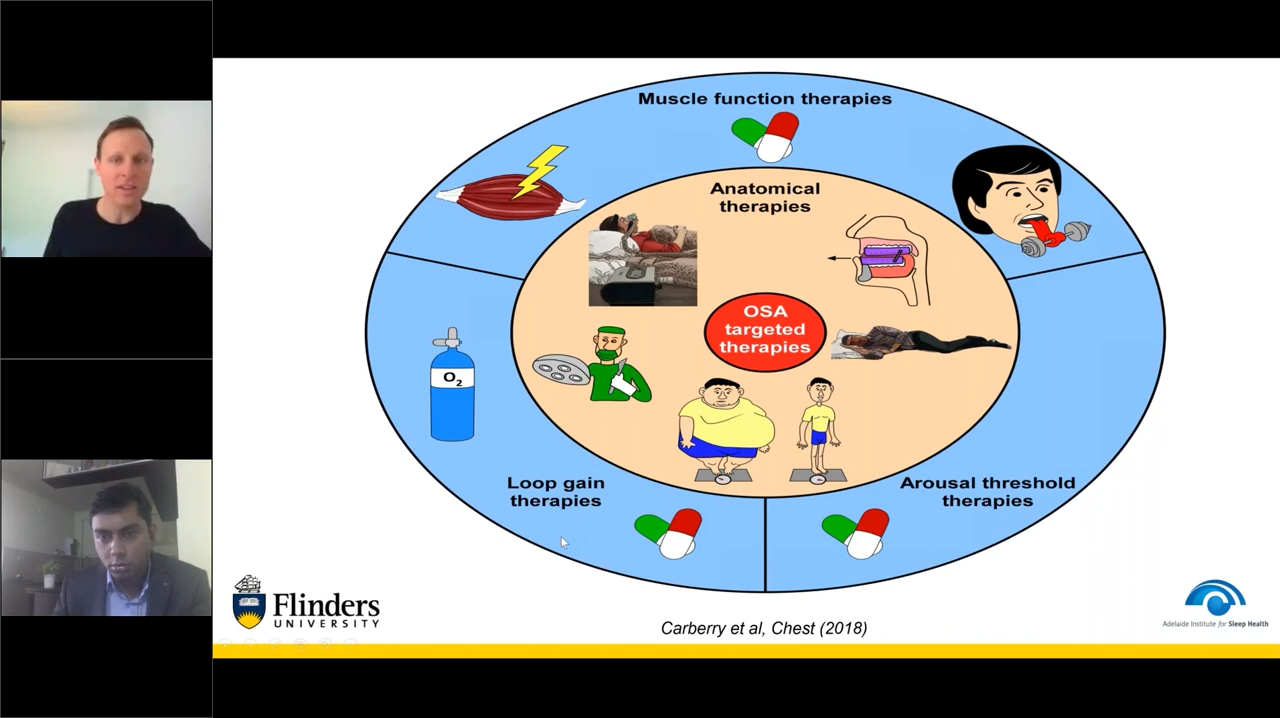 Muscle function therapies
Anatomical
therapies
OSA
targeted
therapies
O2
Loop gain
therapies
Arousal threshold
therapies
Flinders
UNIVERSITY
Carberry et al, Chest (2018)
Adelaide Institute for Sleep Health